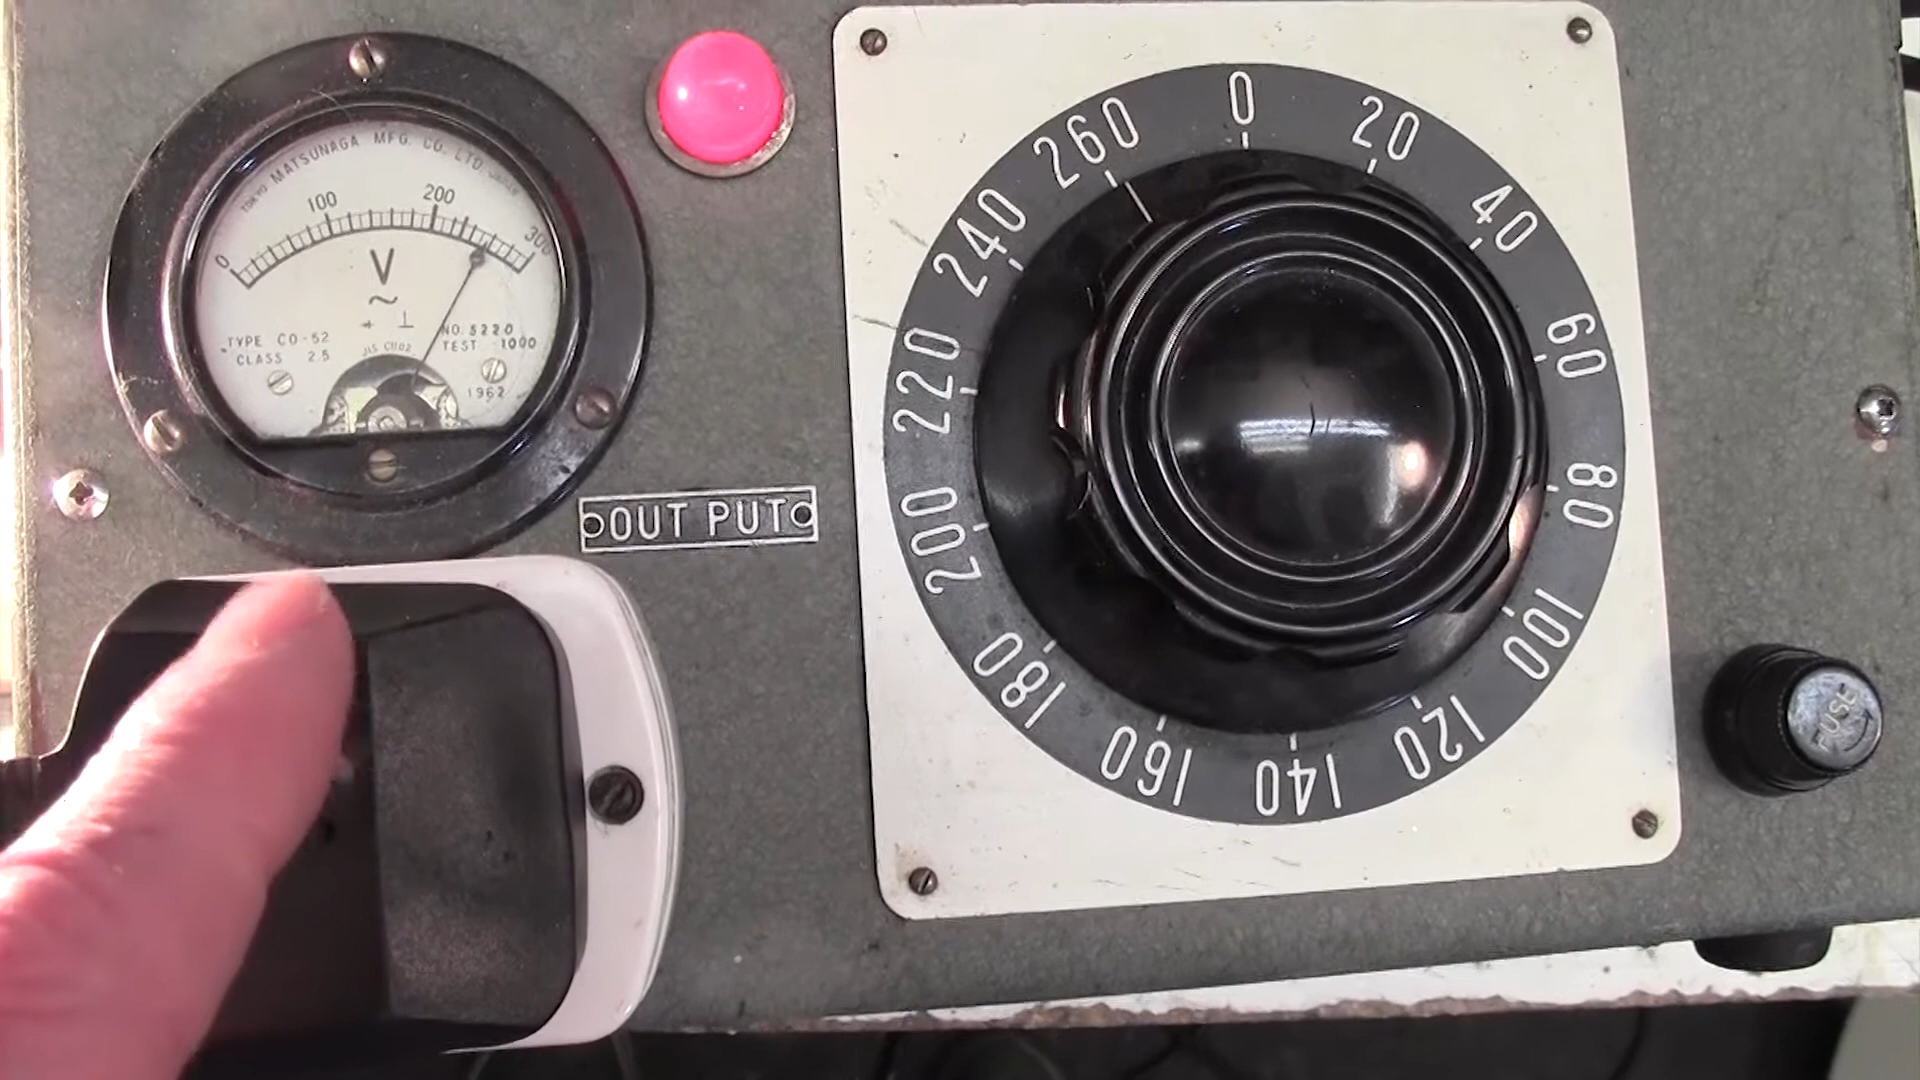 TOKYO MATSUNAGA MFG. CO. LTD. JAPAN
0 100 200 300
V
TYPE CO-52
CLASS 2.5
JIS C1102
NO. 5220
TEST 1000
1962
OUT PUT
0
20
40
60
80
100
120
140
160
180
200
220
240
260
FUSE